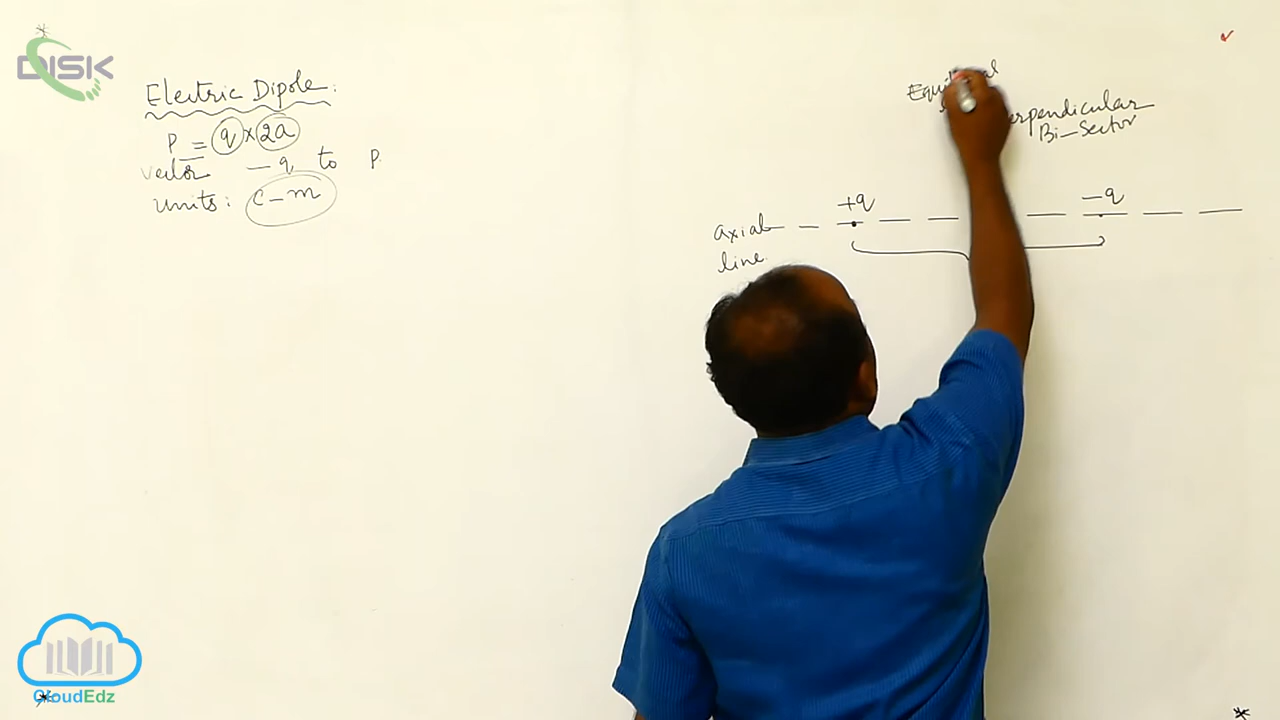 DISK
Electric Dipole:
P = q × 2a
vector - q to P
units: c-m
Perpendicular
Bi-Sector
+q
-q
axial
line
CloudEdz